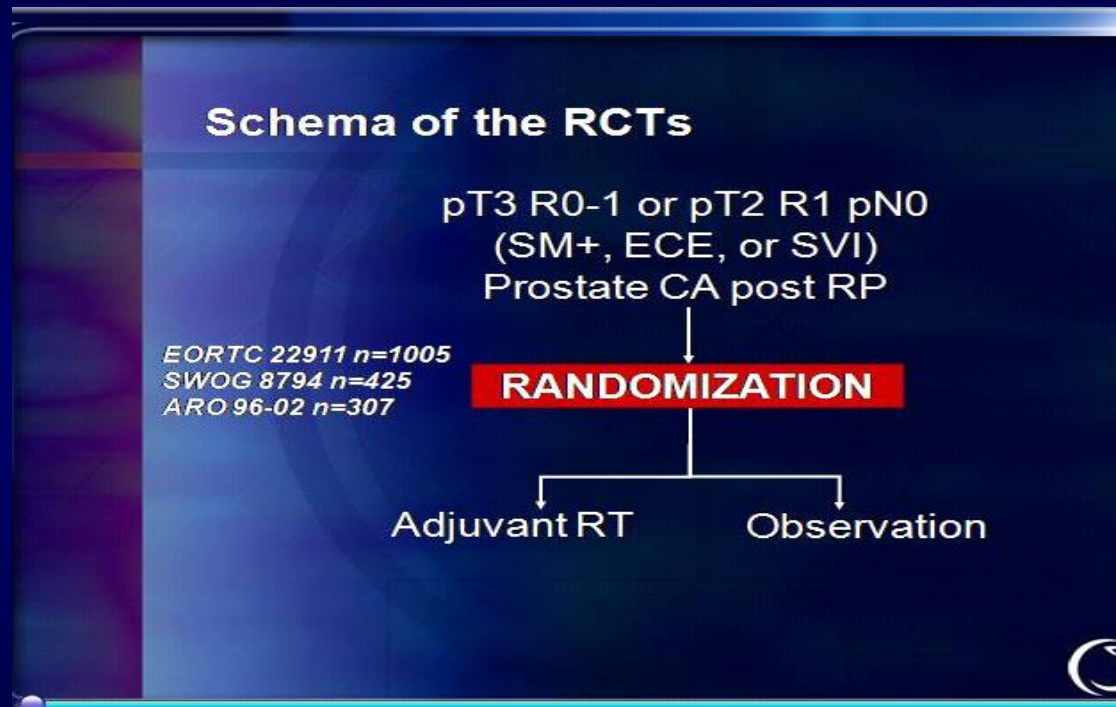 Schema of the RCTs
pT3 R0-1 or pT2 R1 pN0
(SM+, ECE, or SVI)
Prostate CA post RP
EORTC 22911 n=1005
SWOG 8794 n=425
ARO 96-02 n=307
RANDOMIZATION
Adjuvant RT
Observation